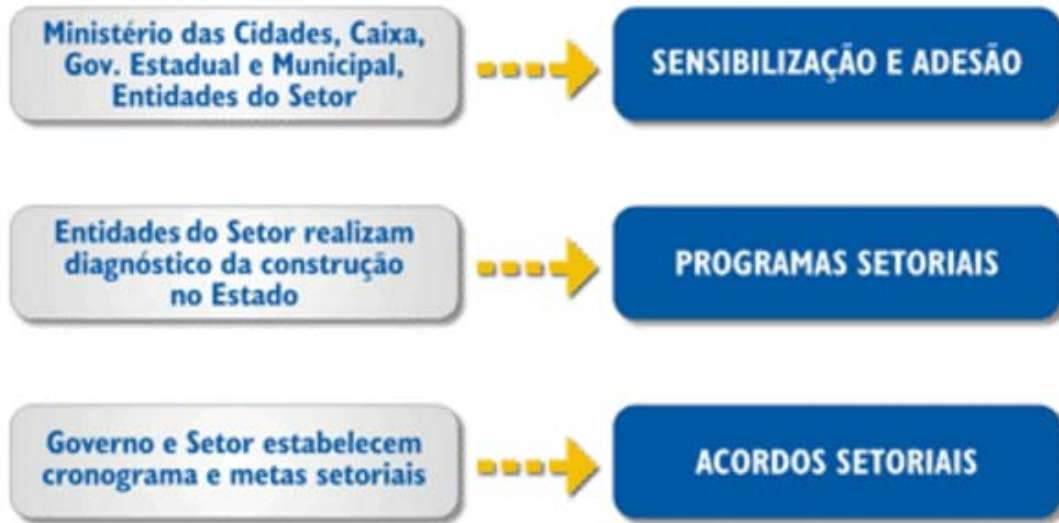 Ministério das Cidades, Caixa,
Gov. Estadual e Municipal,
Entidades do Setor
SENSIBILIZAÇÃO E ADESÃO
Entidades do Setor realizam
diagnóstico da construção
no Estado
PROGRAMAS SETORIAIS
Governo e Setor estabelecem
cronograma e metas setoriais
ACORDOS SETORIAIS